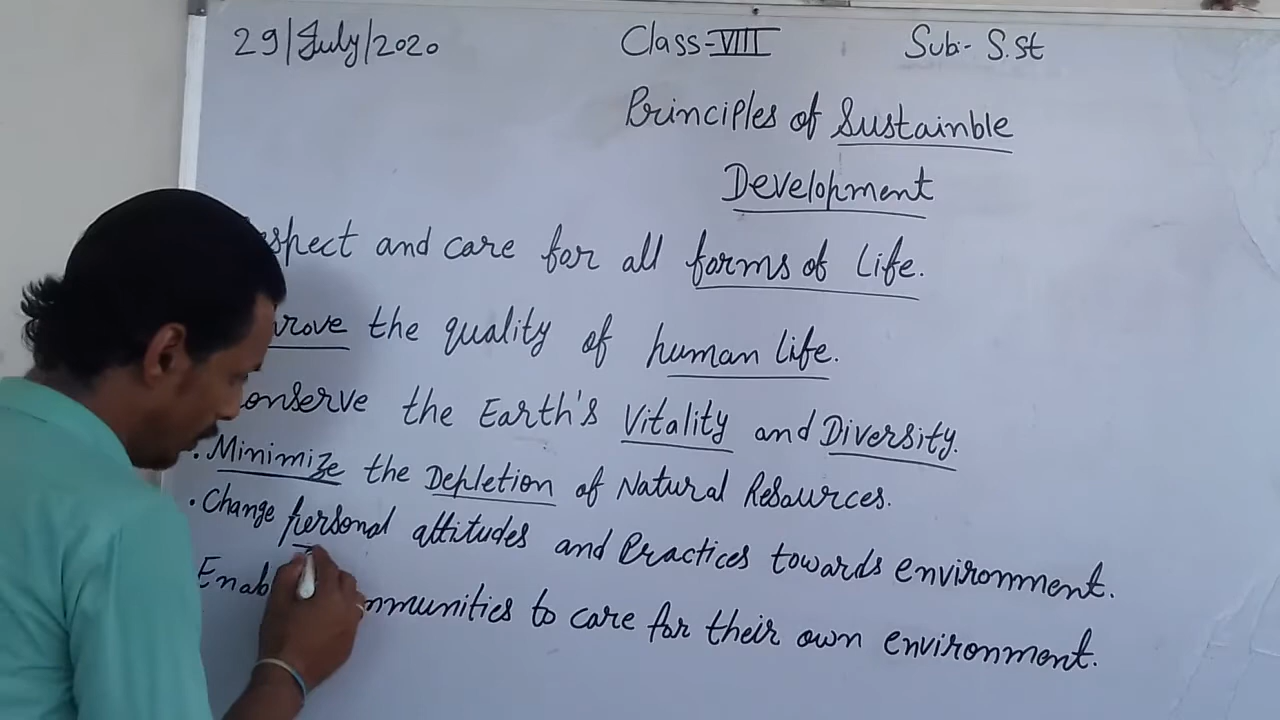 29/July/2020 Class-VIII Sub:- S.St
Principles of Sustainble
Development
spect and care for all forms of life.
rove the quality of human life.
onserve the Earth's Vitality and Diversity.
• Minimize the Depletion of Natural Resources.
• Change personal attitudes and Practices towards environment.
Enab mmunities to care for their own environment.